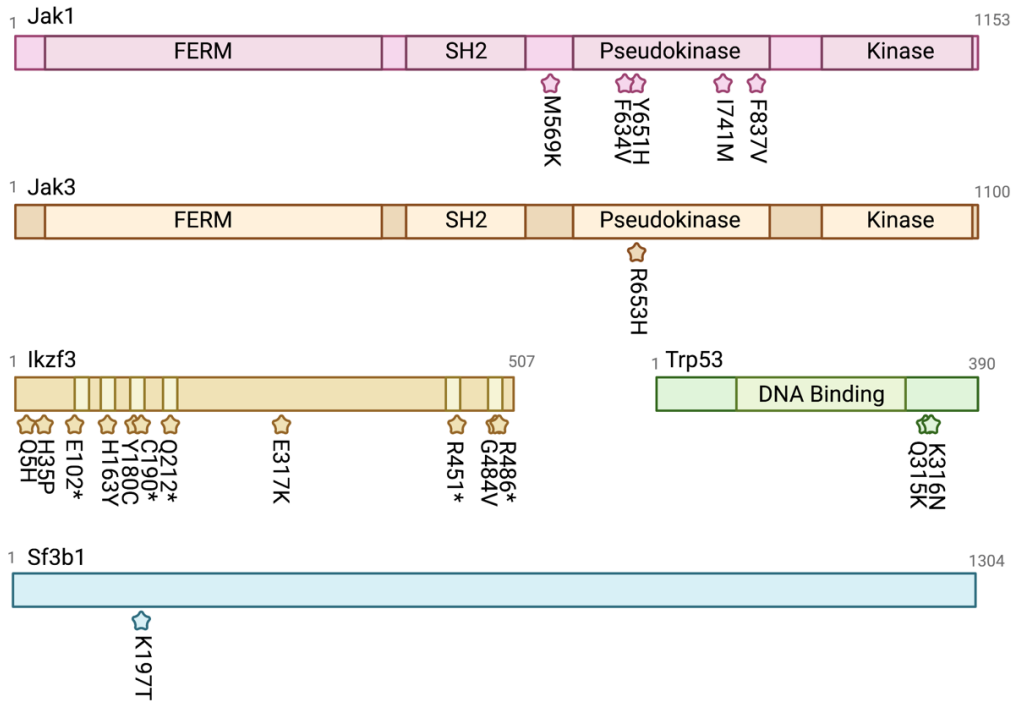 1 Jak1 1153
FERM SH2 Pseudokinase Kinase
M569K F634V Y651H I741M F837V
1 Jak3 1100
FERM SH2 Pseudokinase Kinase
R653H
1 Ikzf3 507
Q5H H35P E102* H163Y Y180C C190* Q212* E317K R451* G484V R486*
1 Trp53 390
DNA Binding
Q315K K316N
1 Sf3b1 1304
K197T